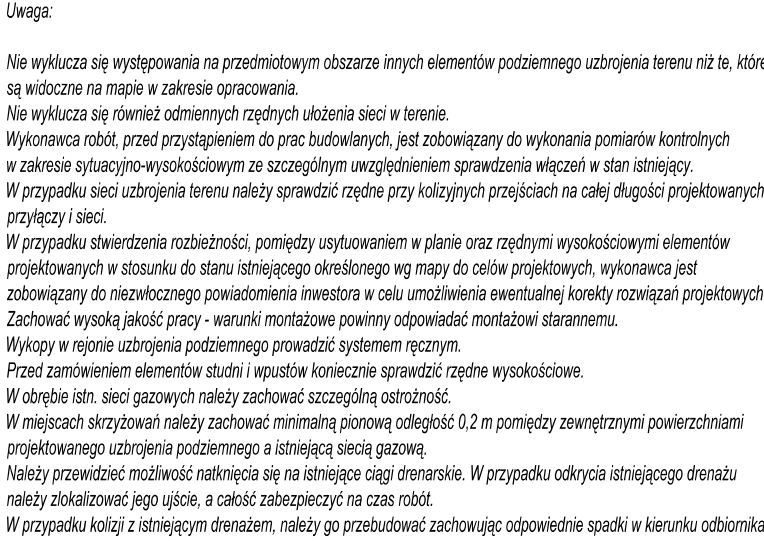 Uwaga:
Nie wyklucza się występowania na przedmiotowym obszarze innych elementów podziemnego uzbrojenia terenu niż te, które
są widoczne na mapie w zakresie opracowania.
Nie wyklucza się również odmiennych rzędnych ułożenia sieci w terenie.
Wykonawca robót, przed przystąpieniem do prac budowlanych, jest zobowiązany do wykonania pomiarów kontrolnych
w zakresie sytuacyjno-wysokościowym ze szczególnym uwzględnieniem sprawdzenia włączeń w stan istniejący.
W przypadku sieci uzbrojenia terenu należy sprawdzić rzędne przy kolizyjnych przejściach na całej długości projektowanych
przyłączy i sieci.
W przypadku stwierdzenia rozbieżności, pomiędzy usytuowaniem w planie oraz rzędnymi wysokościowymi elementów
projektowanych w stosunku do stanu istniejącego określonego wg mapy do celów projektowych, wykonawca jest
zobowiązany do niezwłocznego powiadomienia inwestora w celu umożliwienia ewentualnej korekty rozwiązań projektowych
Zachować wysoką jakość pracy - warunki montażowe powinny odpowiadać montażowi starannemu.
Wykopy w rejonie uzbrojenia podziemnego prowadzić systemem ręcznym.
Przed zamówieniem elementów studni i wpustów koniecznie sprawdzić rzędne wysokościowe.
W obrębie istn. sieci gazowych należy zachować szczególną ostrożność.
W miejscach skrzyżowań należy zachować minimalną pionową odległość 0,2 m pomiędzy zewnętrznymi powierzchniami
projektowanego uzbrojenia podziemnego a istniejącą siecią gazową.
Należy przewidzieć możliwość natknięcia się na istniejące ciągi drenarskie. W przypadku odkrycia istniejącego drenażu
należy zlokalizować jego ujście, a całość zabezpieczyć na czas robót.
W przypadku kolizji z istniejącym drenażem, należy go przebudować zachowując odpowiednie spadki w kierunku odbiornika